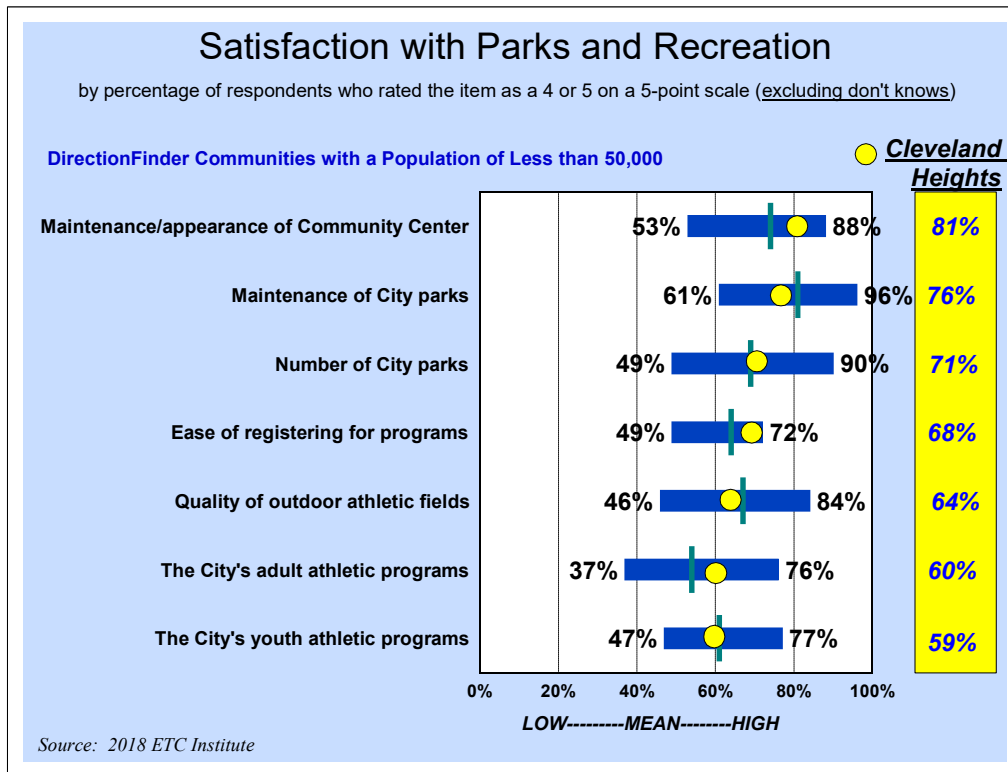 Satisfaction with Parks and Recreation
by percentage of respondents who rated the item as a 4 or 5 on a 5-point scale (excluding don't knows)
DirectionFinder Communities with a Population of Less than 50,000
Cleveland
Heights
Maintenance/appearance of Community Center 53% 88% 81%
Maintenance of City parks 61% 96% 76%
Number of City parks 49% 90% 71%
Ease of registering for programs 49% 72% 68%
Quality of outdoor athletic fields 46% 84% 64%
The City's adult athletic programs 37% 76% 60%
The City's youth athletic programs 47% 77% 59%
0% 20% 40% 60% 80% 100%
LOW---------MEAN--------HIGH
Source: 2018 ETC Institute